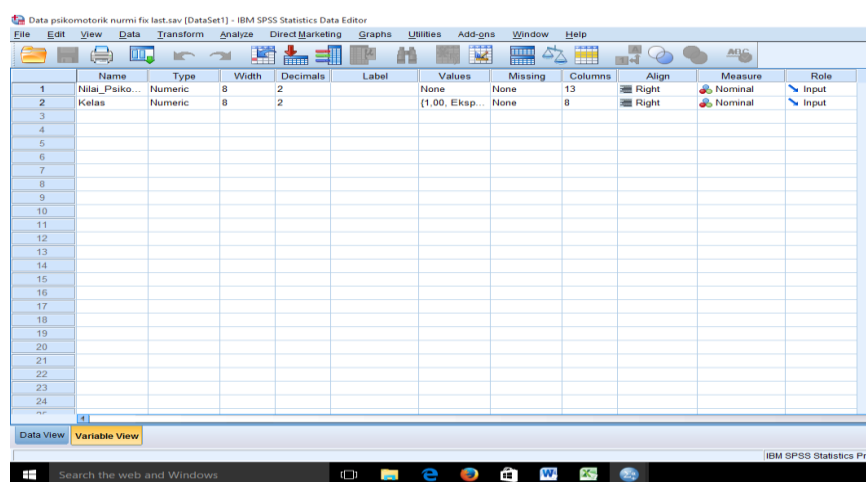 Data psikomotorik nurmi fix last.sav [DataSet1] - IBM SPSS Statistics Data Editor
File Edit View Data Transform Analyze Direct Marketing Graphs Utilities Add-ons Window Help
Name Type Width Decimals Label Values Missing Columns Align Measure Role
1 Nilai_Psiko... Numeric 8 2 None None 13 Right Nominal Input
2 Kelas Numeric 8 2 {1,00, Eksp... None 8 Right Nominal Input
3
4
5
6
7
8
9
10
11
12
13
14
15
16
17
18
19
20
21
22
23
24
Data View Variable View
IBM SPSS Statistics Pr
Search the web and Windows